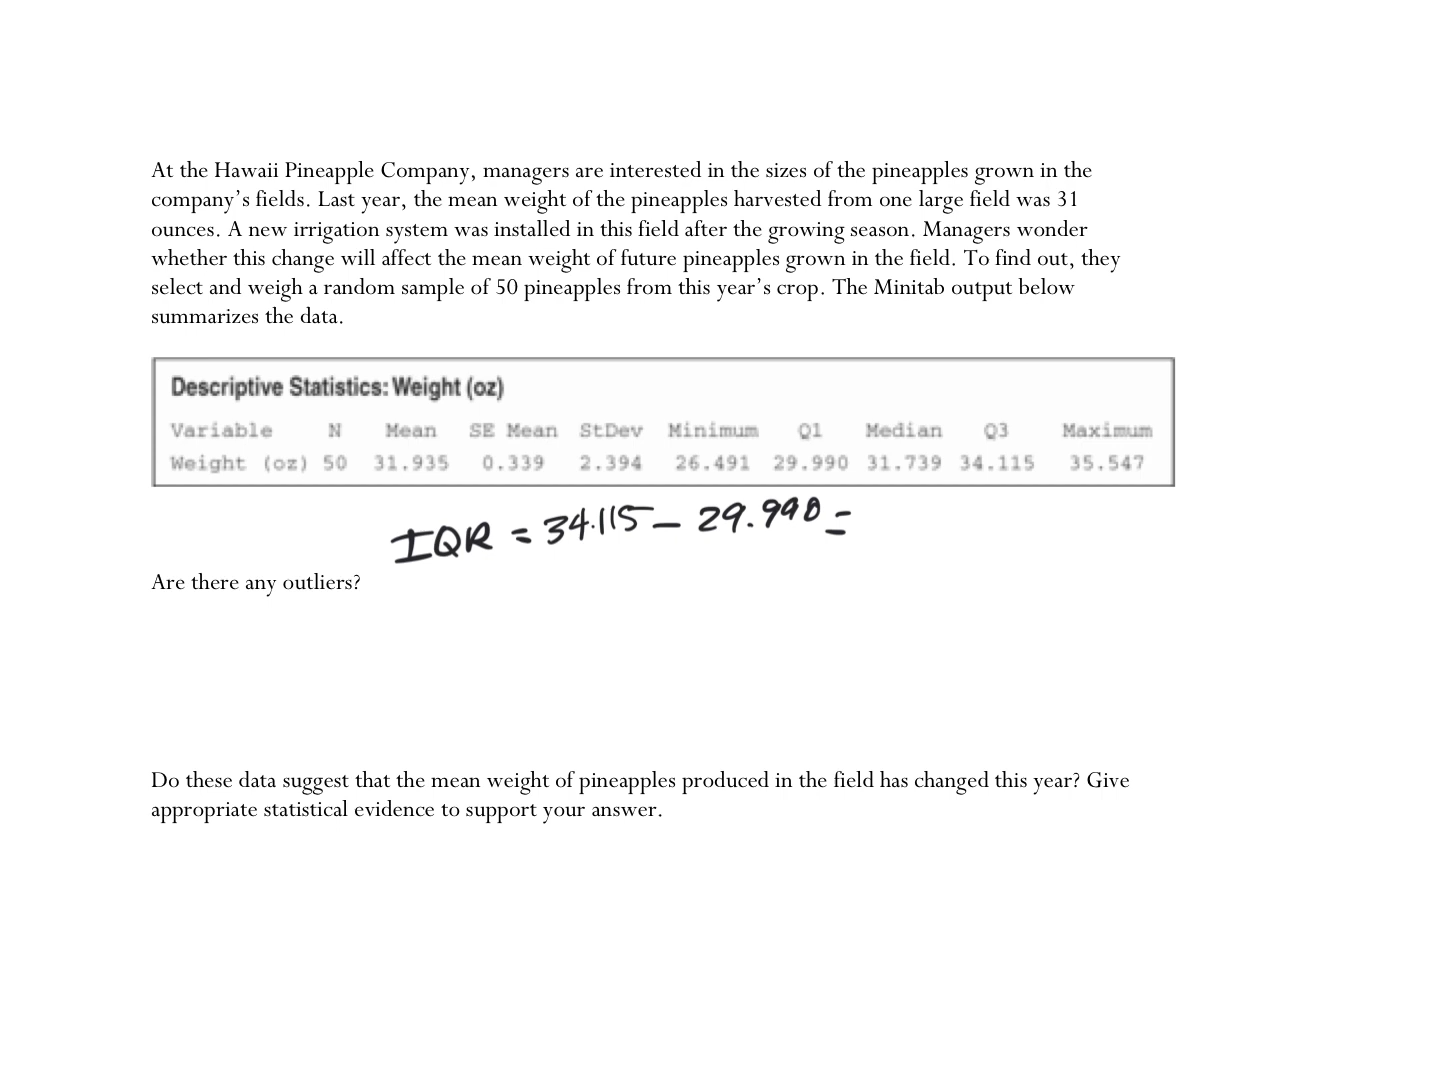 At the Hawaii Pineapple Company, managers are interested in the sizes of the pineapples grown in the
company's fields. Last year, the mean weight of the pineapples harvested from one large field was 31
ounces. A new irrigation system was installed in this field after the growing season. Managers wonder
whether this change will affect the mean weight of future pineapples grown in the field. To find out, they
select and weigh a random sample of 50 pineapples from this year's crop. The Minitab output below
summarizes the data.
Descriptive Statistics: Weight (oz)
Variable N Mean SE Mean StDev Minimum Q1 Median Q3 Maximum
Weight (oz) 50 31.935 0.339 2.394 26.491 29.990 31.739 34.115 35.547
IQR = 34.115 - 29.990 =
Are there any outliers?
Do these data suggest that the mean weight of pineapples produced in the field has changed this year? Give
appropriate statistical evidence to support your answer.